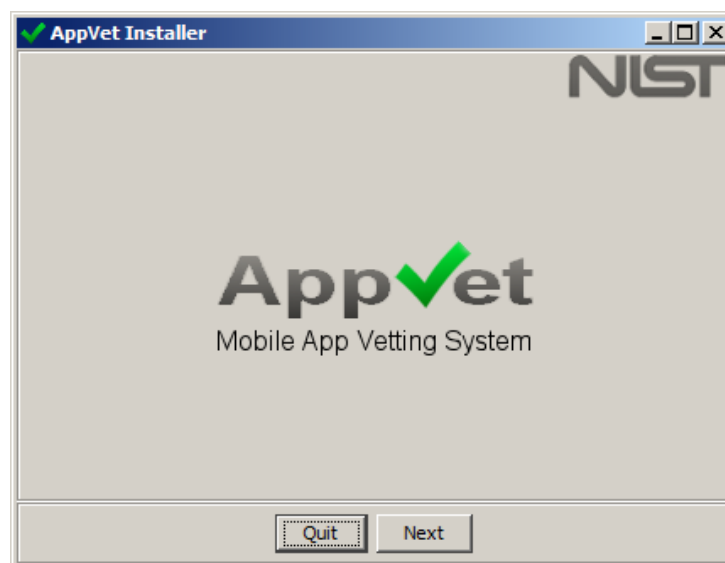 AppVet Installer
NIST
AppVet
Mobile App Vetting System
Quit Next